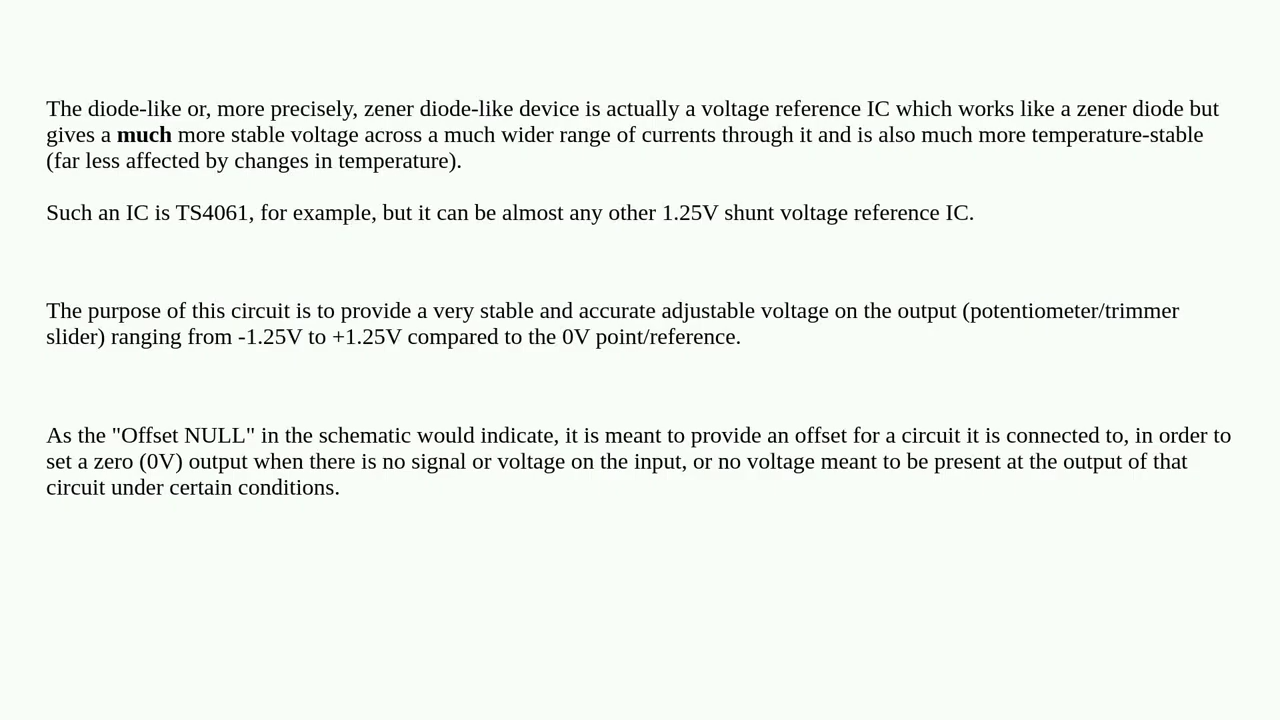 The diode-like or, more precisely, zener diode-like device is actually a voltage reference IC which works like a zener diode but
gives a much more stable voltage across a much wider range of currents through it and is also much more temperature-stable
(far less affected by changes in temperature).
Such an IC is TS4061, for example, but it can be almost any other 1.25V shunt voltage reference IC.
The purpose of this circuit is to provide a very stable and accurate adjustable voltage on the output (potentiometer/trimmer
slider) ranging from -1.25V to +1.25V compared to the 0V point/reference.
As the "Offset NULL" in the schematic would indicate, it is meant to provide an offset for a circuit it is connected to, in order to
set a zero (0V) output when there is no signal or voltage on the input, or no voltage meant to be present at the output of that
circuit under certain conditions.